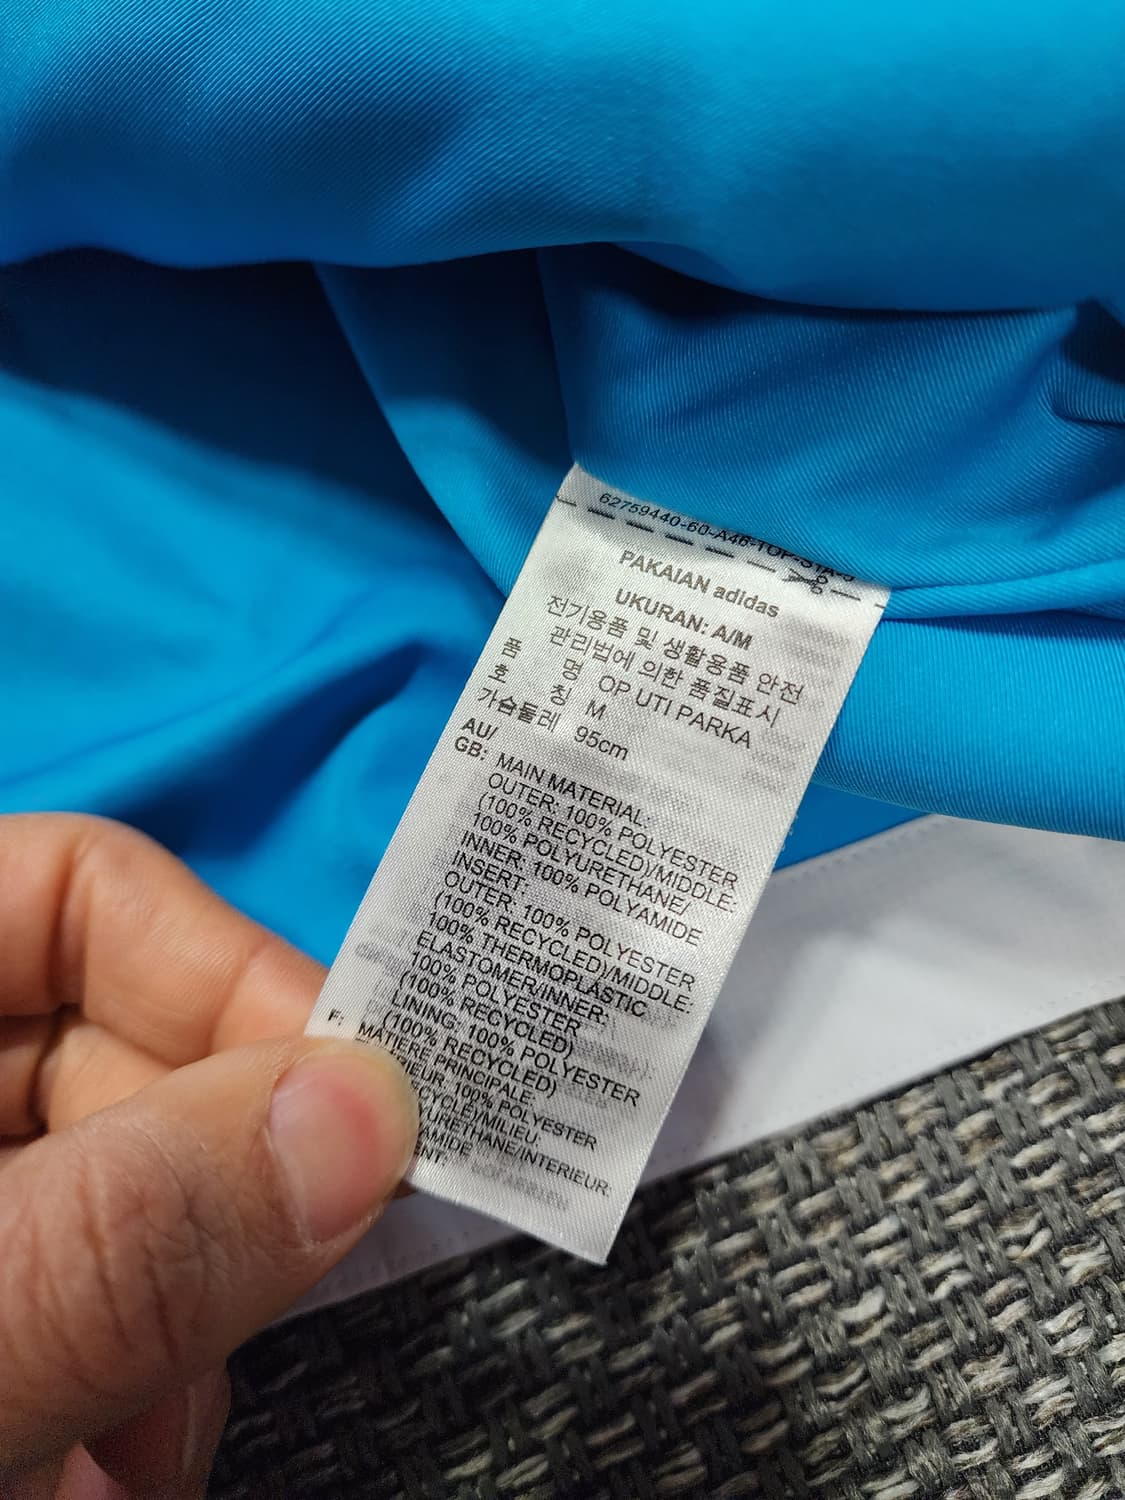 62759440-60-A46-TOP-S1A-5
PAKAIAN adidas
UKURAN: A/M
전기용품 및 생활용품 안전
관리법에 의한 품질표시
품 명 OP UTI PARKA
호 칭 M
가슴둘레 95cm
AU/
GB: MAIN MATERIAL:
OUTER: 100% POLYESTER
(100% RECYCLED)/MIDDLE:
100% POLYURETHANE/
INNER: 100% POLYAMIDE
INSERT:
OUTER: 100% POLYESTER
(100% RECYCLED)/MIDDLE:
100% THERMOPLASTIC
ELASTOMER/INNER:
100% POLYESTER
(100% RECYCLED)
LINING: 100% POLYESTER
(100% RECYCLED)
F: MATIÈRE PRINCIPALE:
100% POLYESTER
MILIEU:
INTERIEUR: